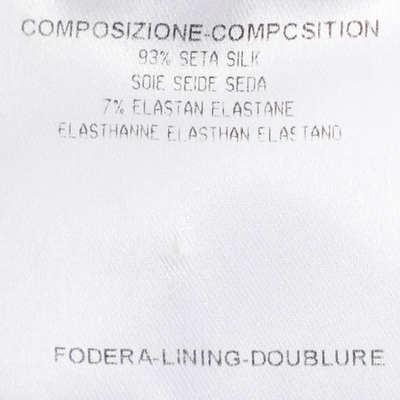 COMPOSIZIONE-COMPOSITION
93% SETA SILK
SOIE SEIDE SEDA
7% ELASTAN ELASTANE
ELASTHANNE ELASTHAN ELASTANO
FODERA-LINING-DOUBLURE